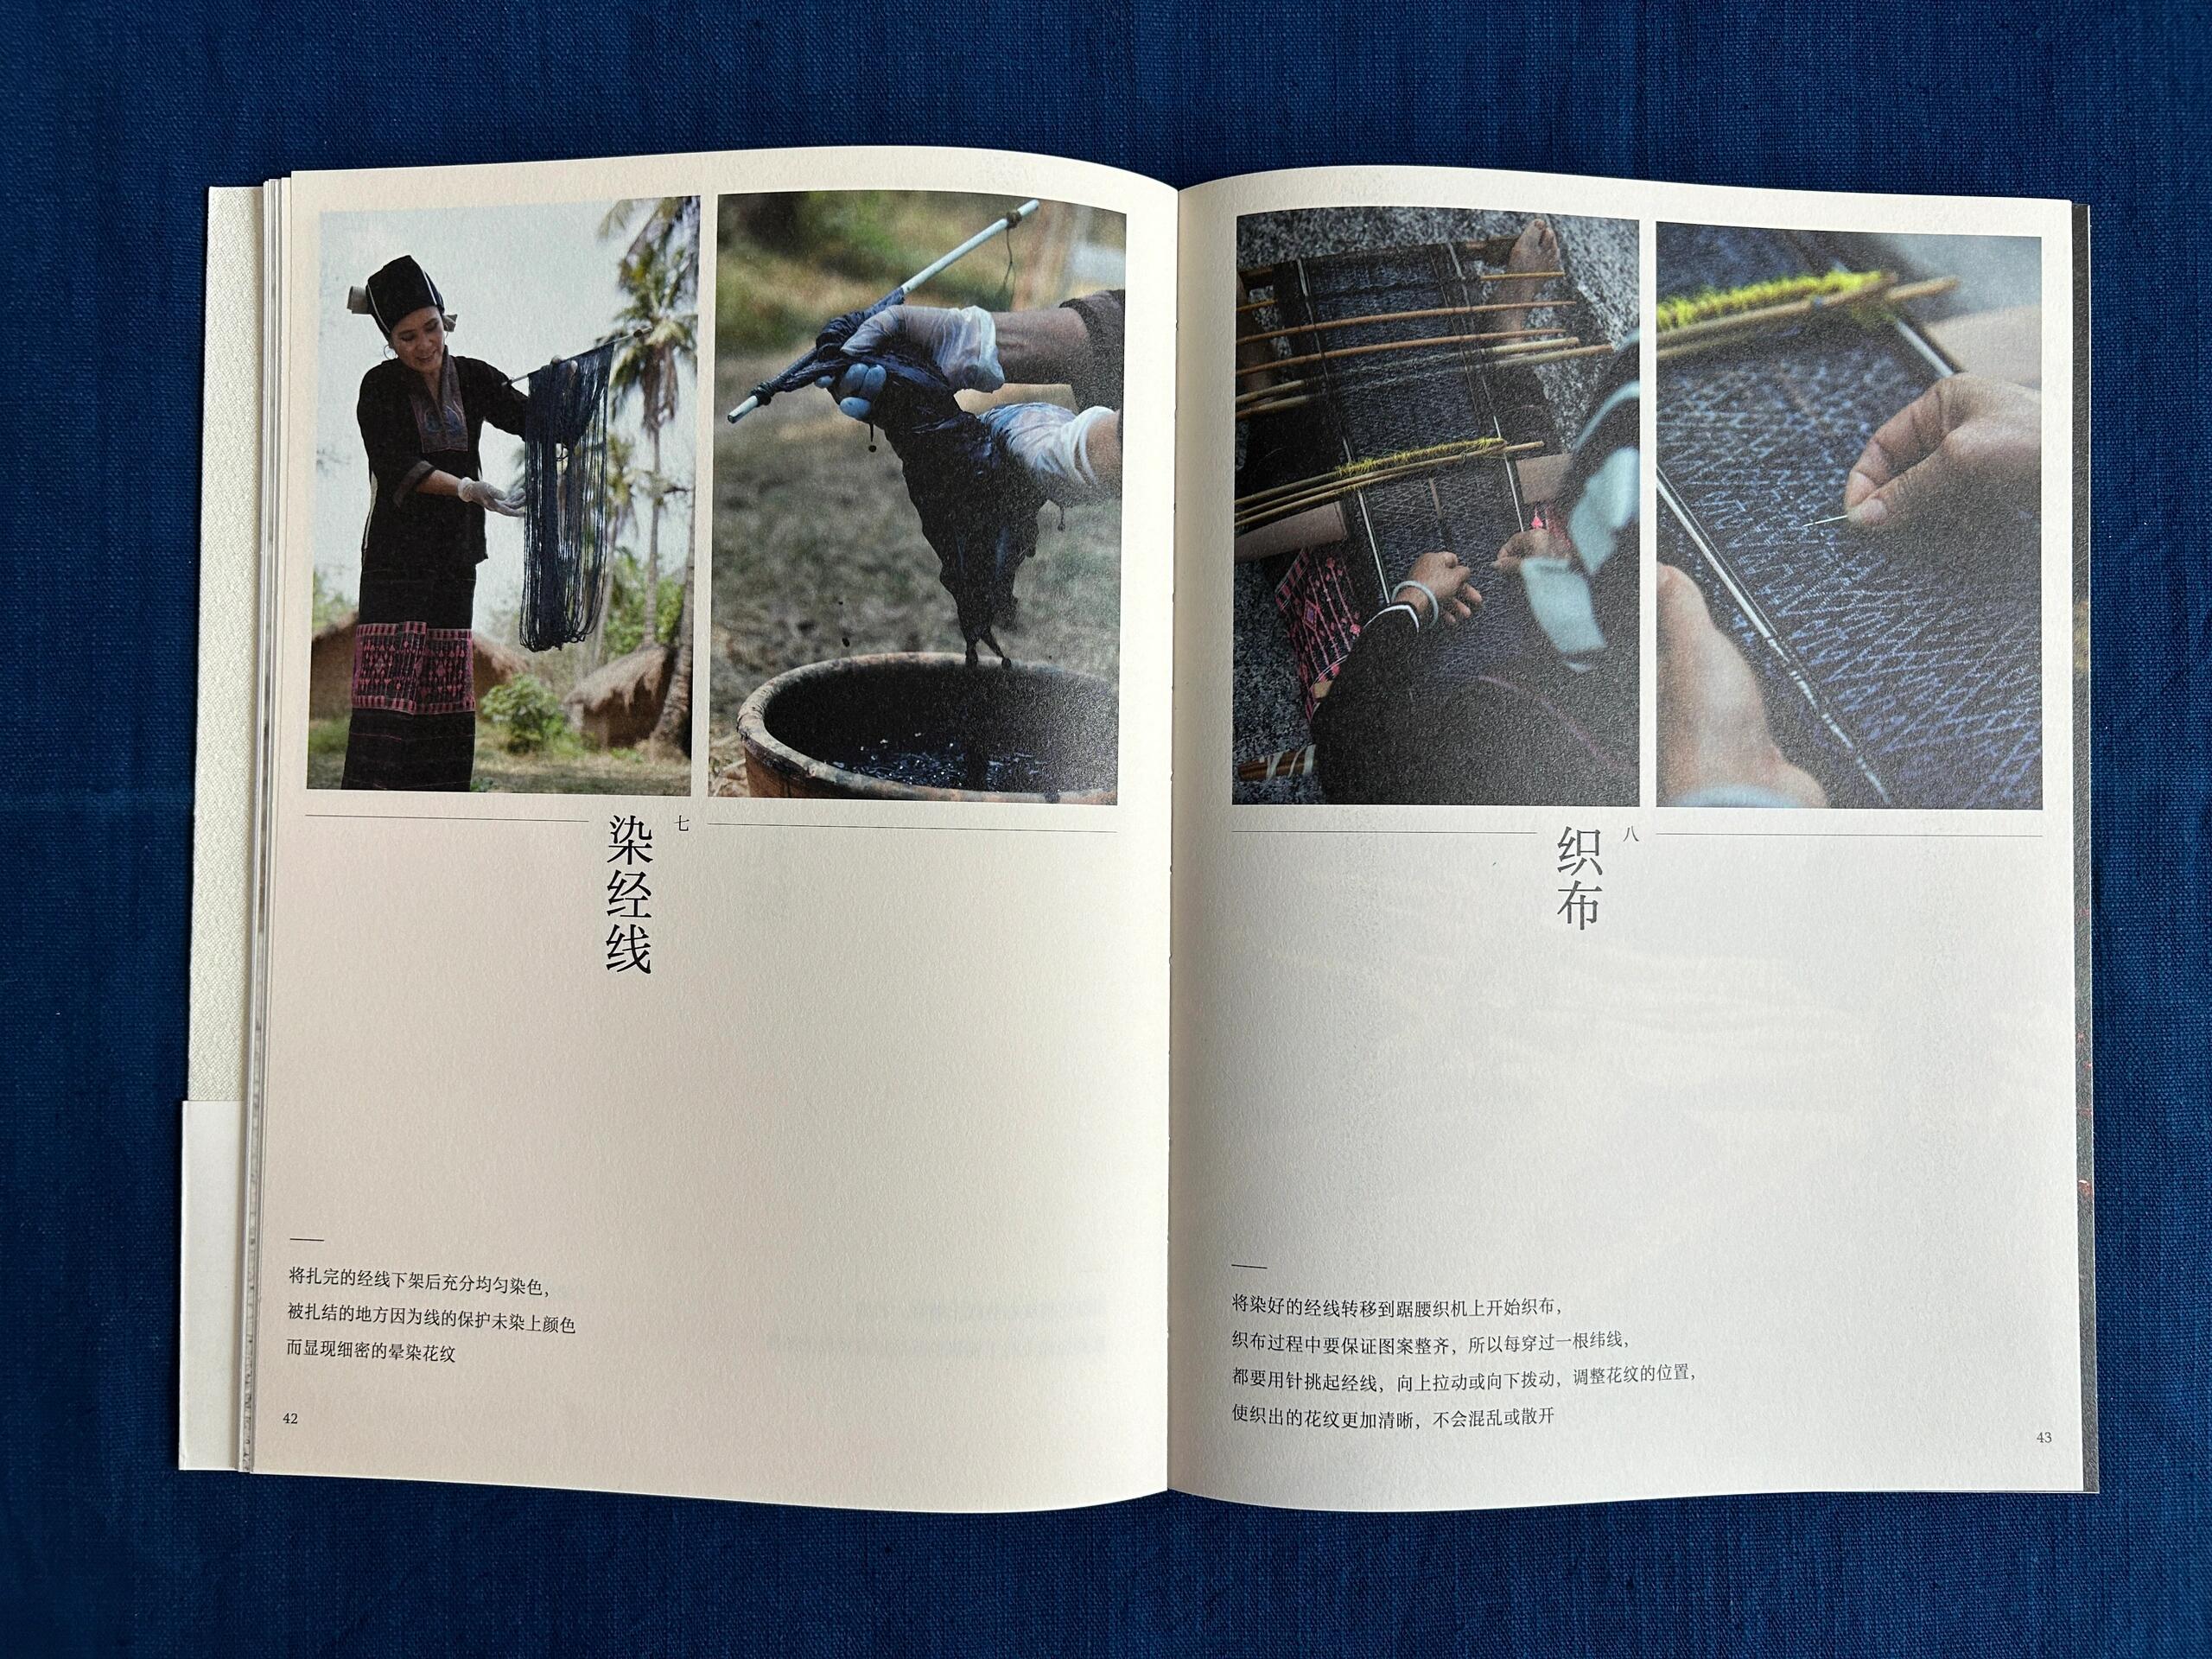 七
染经线
将扎完的经线下架后充分均匀染色，
被扎结的地方因为线的保护未染上颜色
而显现细密的晕染花纹
42
八
织布
将染好的经线转移到踞腰织机上开始织布，
织布过程中要保证图案整齐，所以每穿过一根纬线，
都要用针挑起经线，向上拉动或向下拨动，调整花纹的位置，
使织出的花纹更加清晰，不会混乱或散开
43